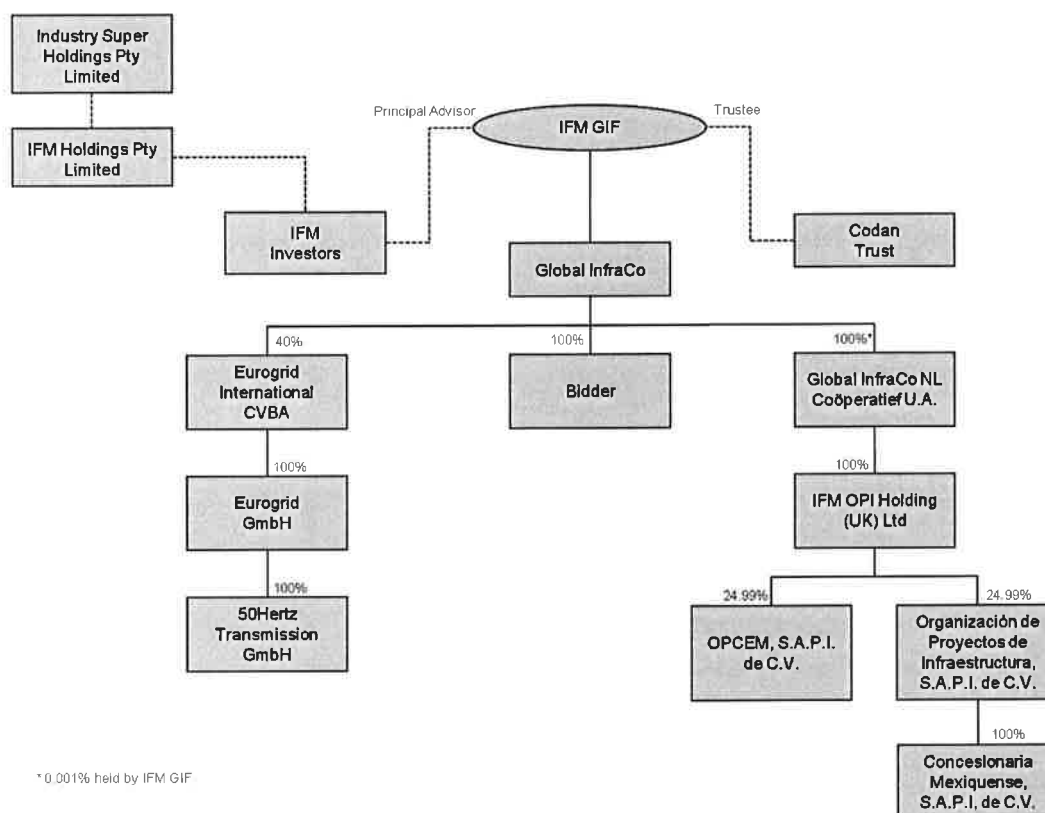 Industry Super
Holdings Pty
Limited
Principal Advisor
IFM GIF
Trustee
IFM Holdings Pty
Limited
IFM
Investors
Codan
Trust
Global InfraCo
40%
100%
100%*
Eurogrid
International
CVBA
Bidder
Global InfraCo NL
Coöperatief U.A.
100%
100%
Eurogrid
GmbH
IFM OPI Holding
(UK) Ltd
100%
24.99%
24.99%
50Hertz
Transmission
GmbH
OPCEM, S.A.P.I.
de C.V.
Organización de
Proyectos de
Infraestructura,
S.A.P.I. de C.V.
100%
Concesionaria
Mexiquense,
S.A.P.I. de C.V.
* 0.001% held by IFM GIF